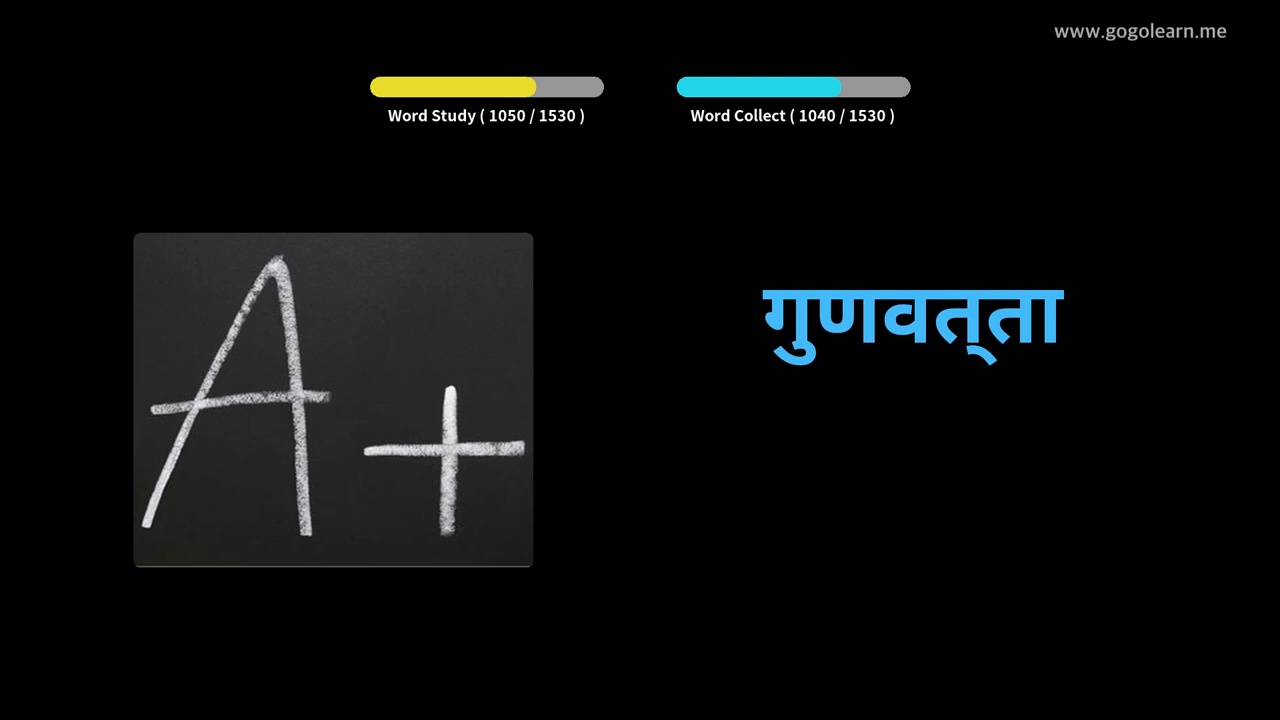 www.gogolearn.me
Word Study ( 1050 / 1530 )
Word Collect ( 1040 / 1530 )
A+
गुणवत्‌ता